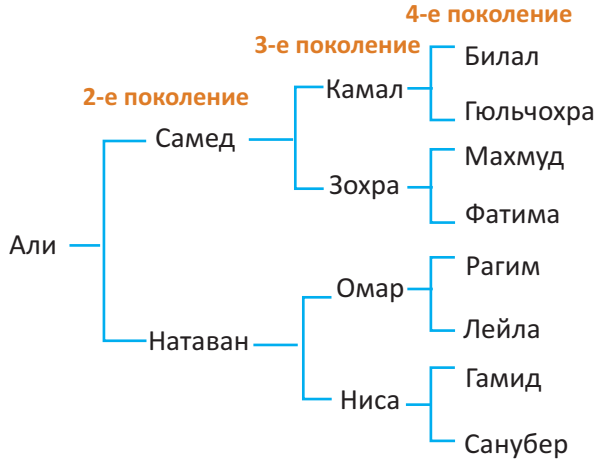 4-е поколение
3-е поколение
2-е поколение
Билал
Камал
Гюльчохра
Самед
Махмуд
Зохра
Фатима
Али
Рагим
Омар
Лейла
Натаван
Гамид
Ниса
Санубер